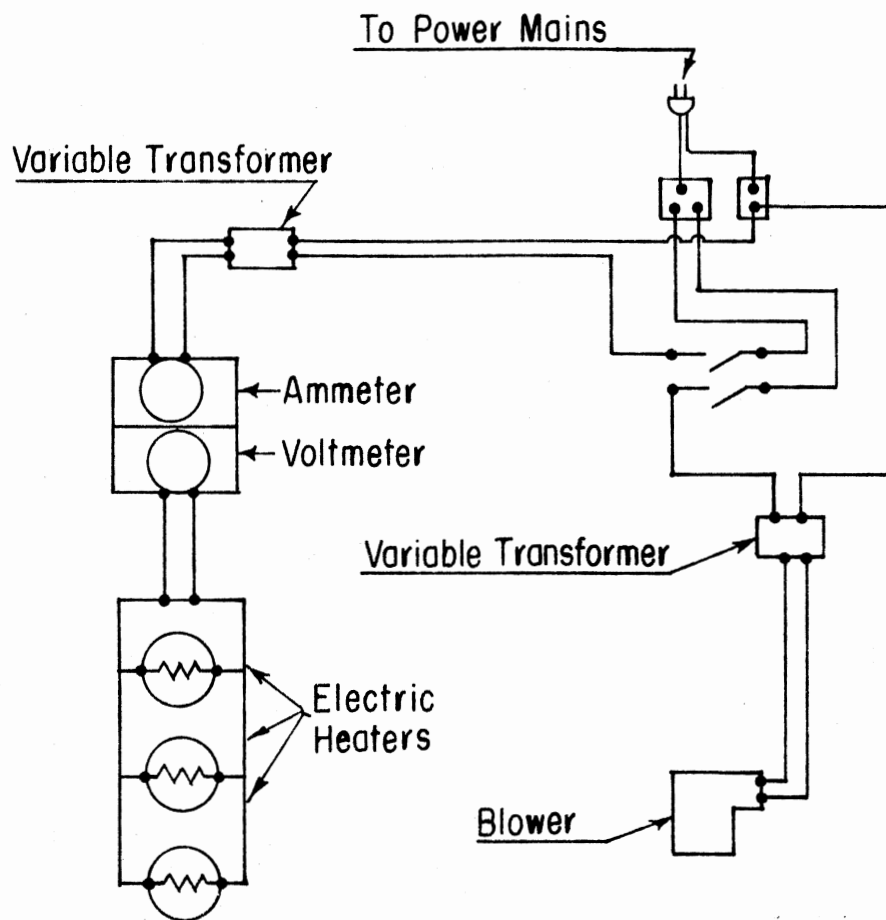 To Power Mains
Variable Transformer
Ammeter
Voltmeter
Variable Transformer
Electric
Heaters
Blower